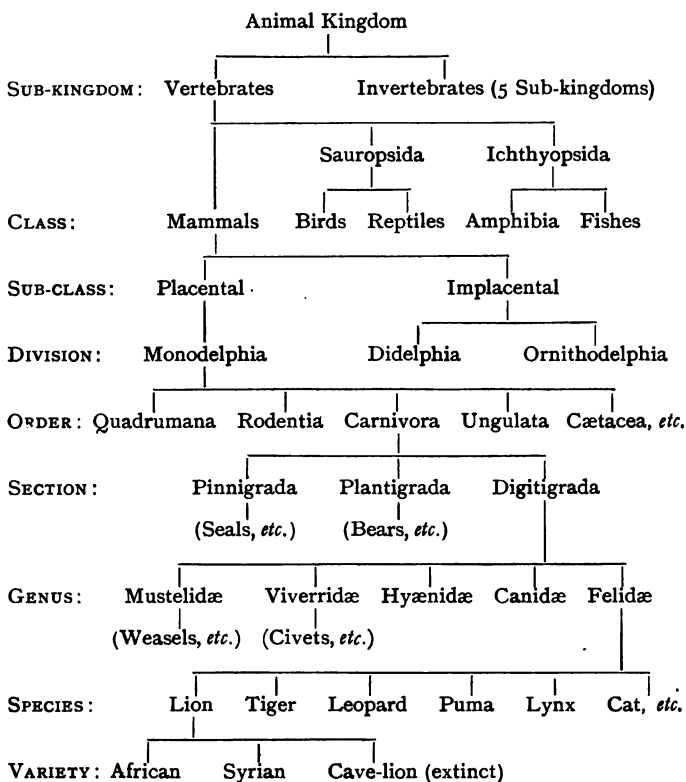 Animal Kingdom
SUB-KINGDOM: Vertebrates Invertebrates (5 Sub-kingdoms)
Sauropsida Ichthyopsida
CLASS: Mammals Birds Reptiles Amphibia Fishes
SUB-CLASS: Placental Implacental
DIVISION: Monodelphia Didelphia Ornithodelphia
ORDER: Quadrumana Rodentia Carnivora Ungulata Cætacea, etc.
SECTION: Pinnigrada Plantigrada Digitigrada
(Seals, etc.) (Bears, etc.)
GENUS: Mustelidæ Viverridæ Hyænidæ Canidæ Felidæ
(Weasels, etc.) (Civets, etc.)
SPECIES: Lion Tiger Leopard Puma Lynx Cat, etc.
VARIETY: African Syrian Cave-lion (extinct)